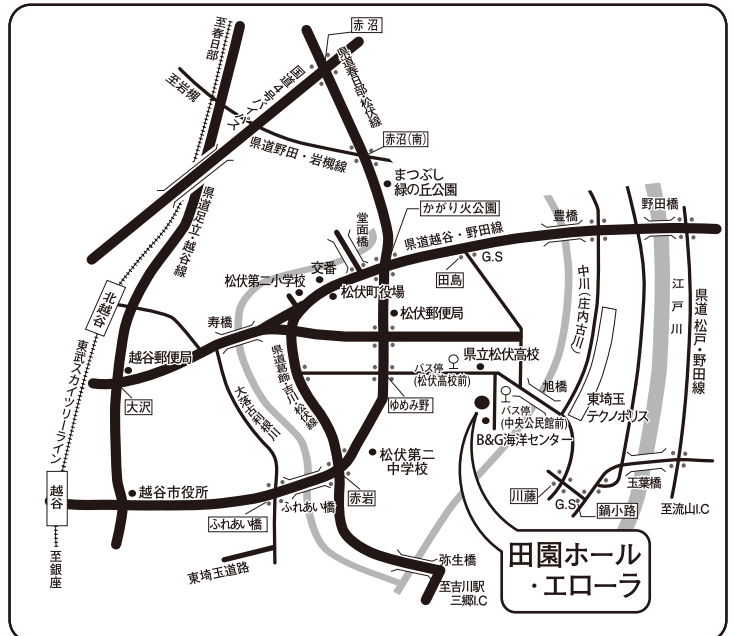 至春日部
赤 沼
県道春日部松伏線
国道4号バイパス
至岩槻
県道野田・岩槻線
赤沼(南)
まつぶし
緑の丘公園
かがり火公園
堂面橋
県道越谷・野田線
豊橋
野田橋
県道足立・越谷線
交番
松伏第二小学校
松伏町役場
G.S
田島
中川(庄内古川)
江戸川
県道 松戸・野田線
北越谷
寿橋
松伏郵便局
越谷郵便局
県道葛飾・吉川・松伏線
バス停
(松伏高校前)
県立松伏高校
旭橋
東埼玉
テクノポリス
東武スカイツリーライン
大沢
大落古利根川
ゆめみ野
バス停
(中央公民館前)
B&G海洋センター
松伏第二
中学校
越谷
越谷市役所
赤岩
ふれあい橋
ふれあい橋
川藤
G.S
鍋小路
玉葉橋
至流山I.C
至銀座
東埼玉道路
弥生橋
至吉川駅
三郷I.C
田園ホール
・エローラ